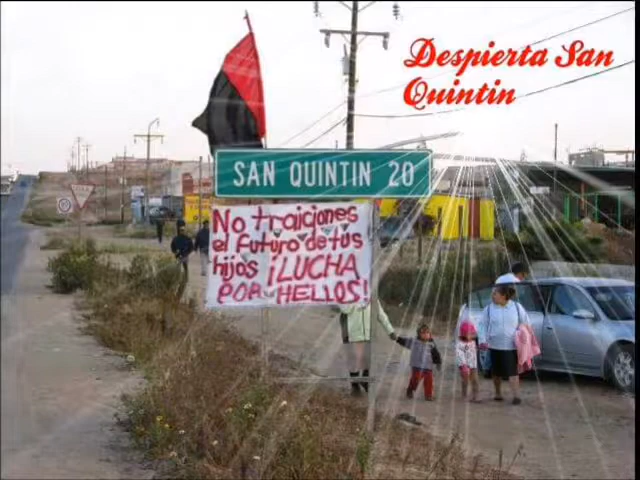 Despierta San
Quintin
SAN QUINTIN 20
No traiciones
el futuro de tus
hijos ¡LUCHA
POR HELLOS!